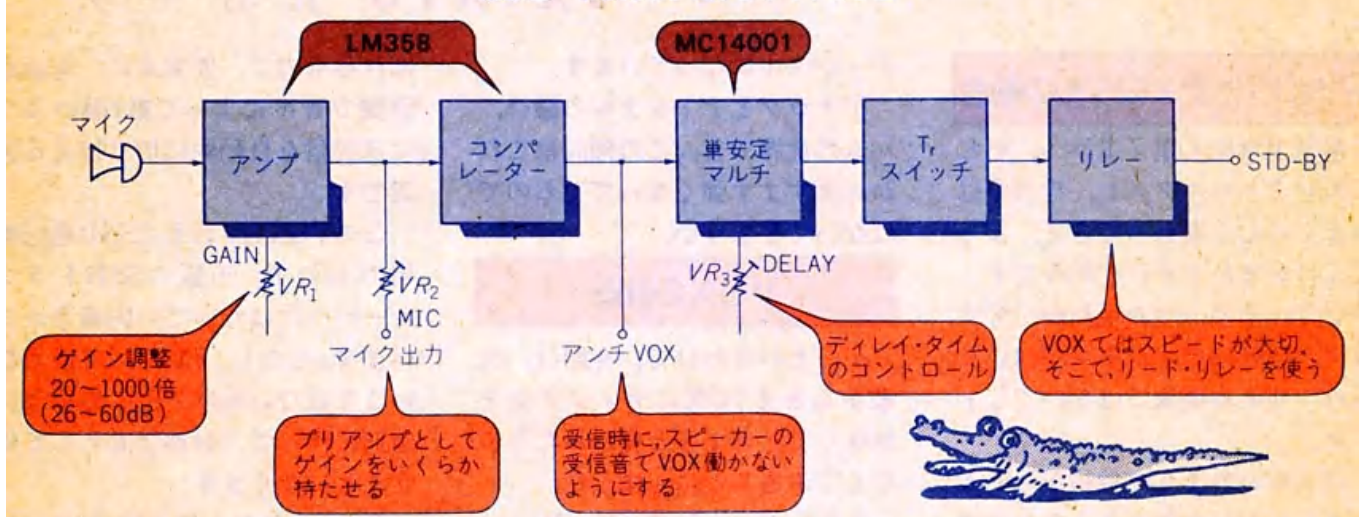 LM358
MC14001
マイク
アンプ
コンパ
レーター
単安定
マルチ
Tr
スイッチ
リレー
STD-BY
GAIN
VR1
VR2
MIC
マイク出力
アンチVOX
VR3
DELAY
ゲイン調整
20~1000倍
(26~60dB)
プリアンプとして
ゲインをいくらか
持たせる
受信時に,スピーカーの
受信音でVOX働かない
ようにする
ディレイ・タイム
のコントロール
VOXではスピードが大切.
そこで,リード・リレーを使う